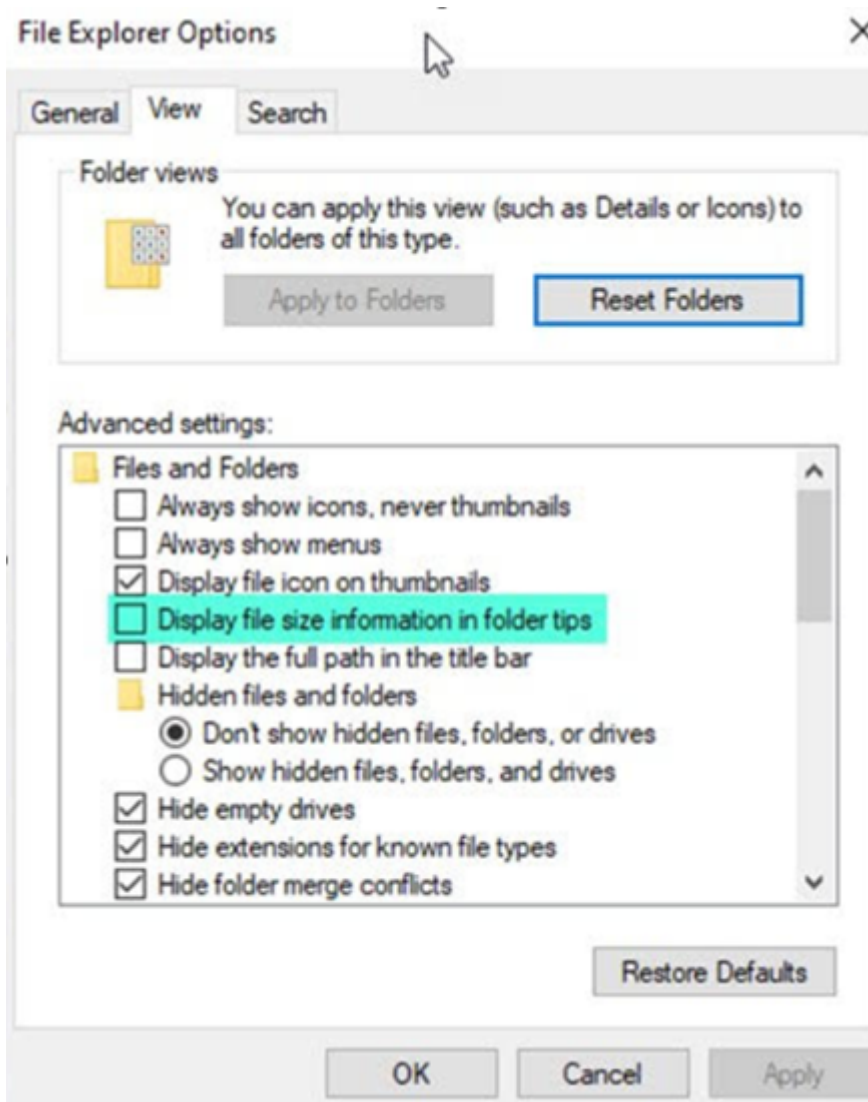 File Explorer Options
General View Search
Folder views
You can apply this view (such as Details or Icons) to
all folders of this type.
Apply to Folders Reset Folders
Advanced settings:
Files and Folders
Always show icons, never thumbnails
Always show menus
Display file icon on thumbnails
Display file size information in folder tips
Display the full path in the title bar
Hidden files and folders
Don't show hidden files, folders, or drives
Show hidden files, folders, and drives
Hide empty drives
Hide extensions for known file types
Hide folder merge conflicts
Restore Defaults
OK Cancel Apply